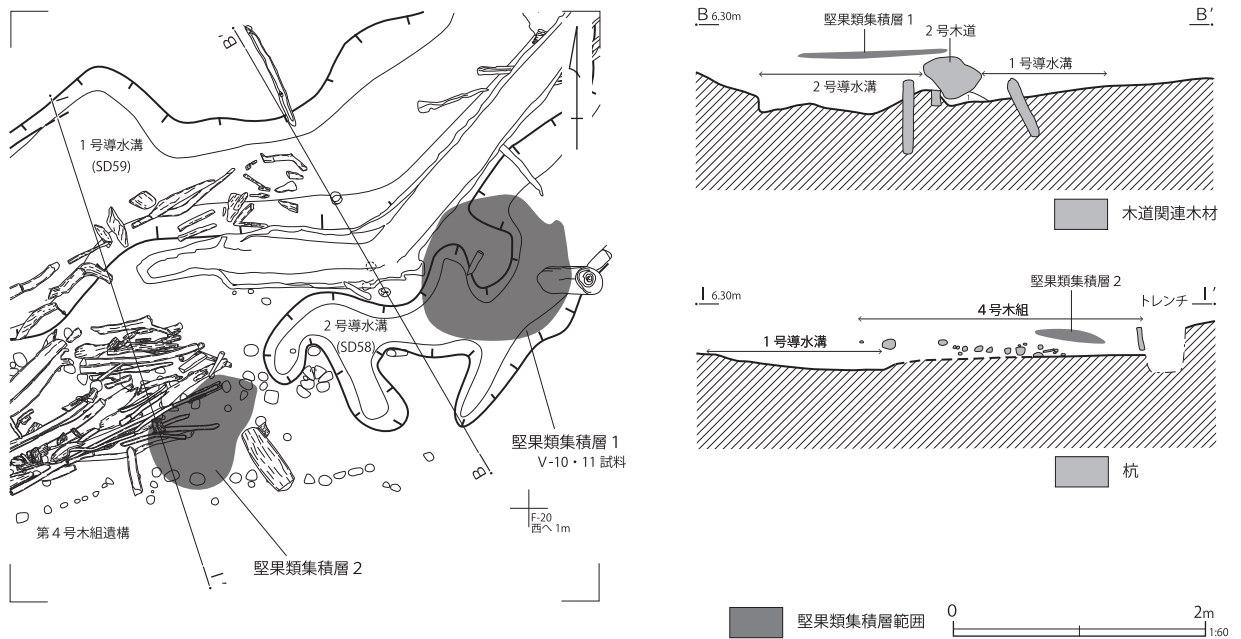 B
1号導水溝
(SD59)
2号導水溝
(SD58)
堅果類集積層1
Ⅴ-10・11 試料
B'
F-20
西へ 1m
第4号木組遺構
堅果類集積層2
I
I'
B 6.30m
B'
堅果類集積層1
2号木道
1号導水溝
2号導水溝
木道関連木材
I 6.30m
I'
堅果類集積層2
トレンチ
4号木組
1号導水溝
杭
堅果類集積層範囲
0
2m
1:60